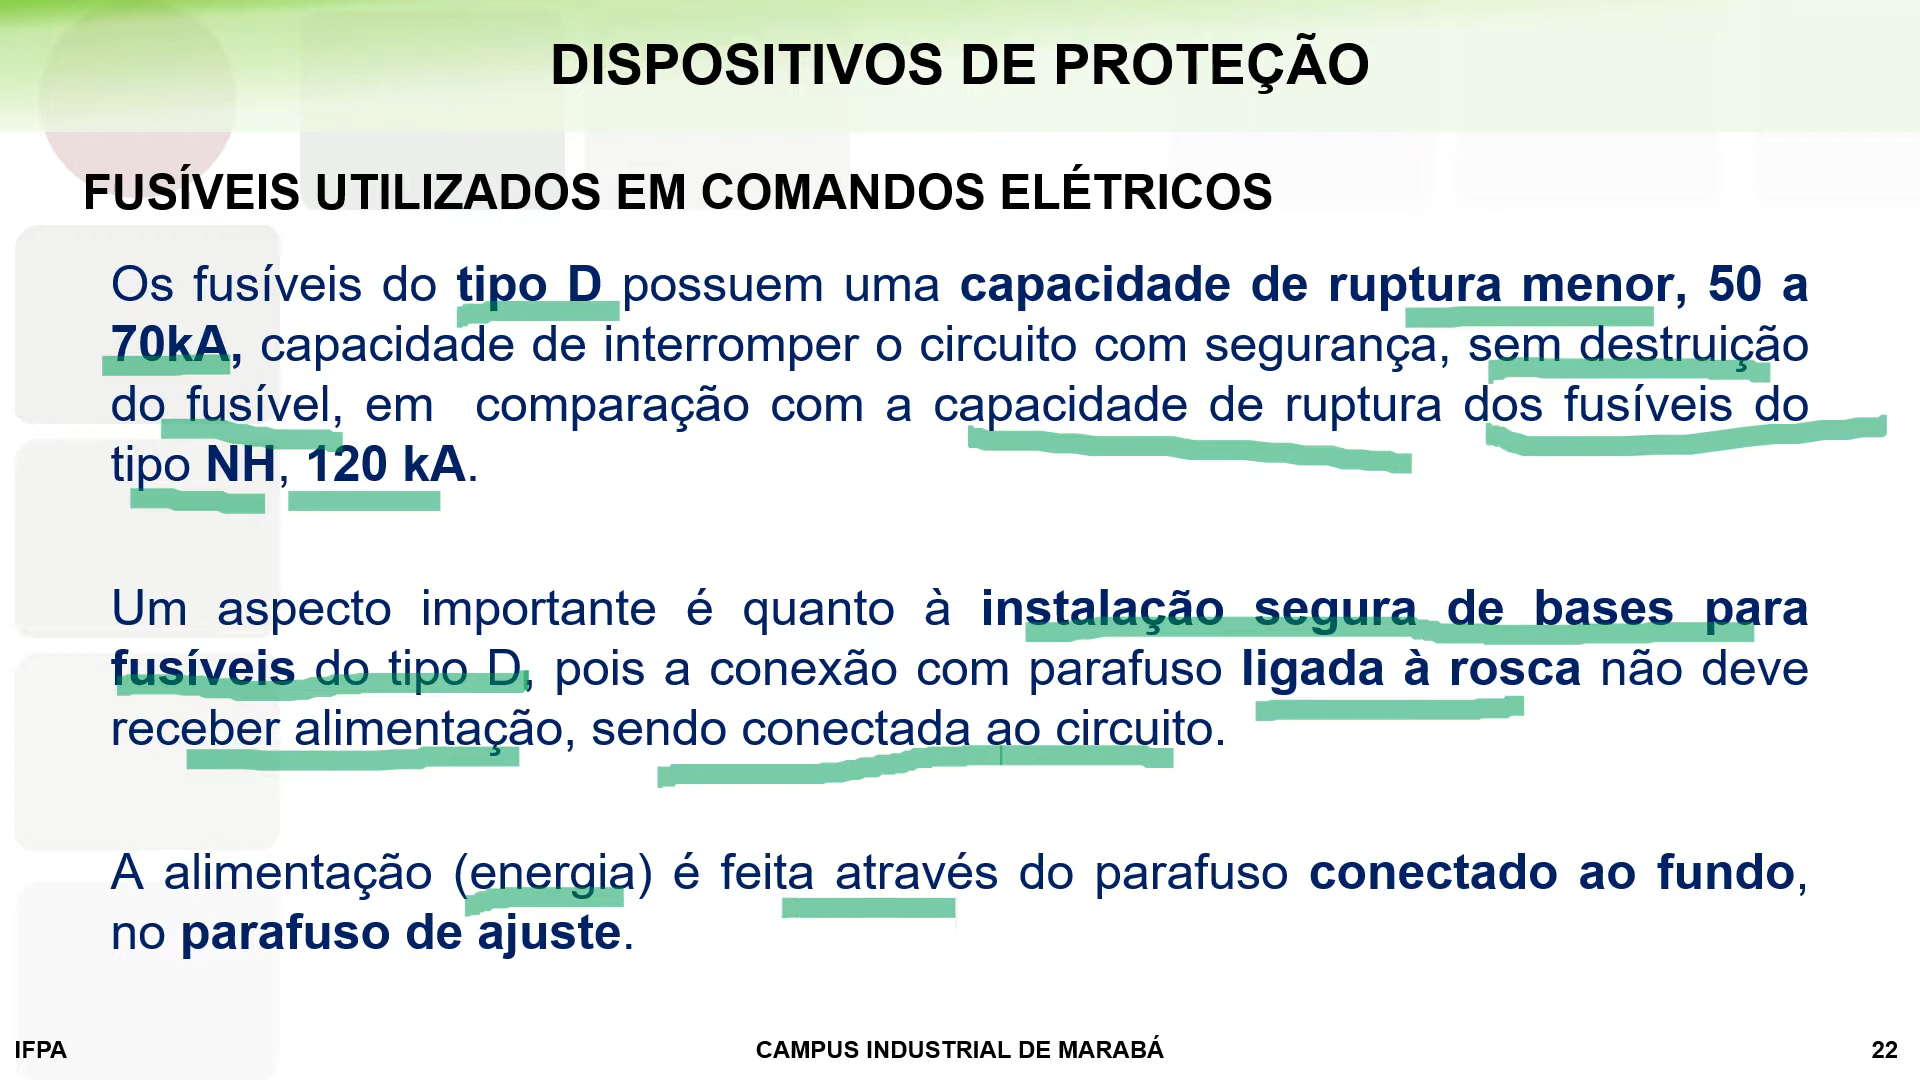 DISPOSITIVOS DE PROTEÇÃO
FUSÍVEIS UTILIZADOS EM COMANDOS ELÉTRICOS
Os fusíveis do tipo D possuem uma capacidade de ruptura menor, 50 a
70kA, capacidade de interromper o circuito com segurança, sem destruição
do fusível, em comparação com a capacidade de ruptura dos fusíveis do
tipo NH, 120 kA.
Um aspecto importante é quanto à instalação segura de bases para
fusíveis do tipo D, pois a conexão com parafuso ligada à rosca não deve
receber alimentação, sendo conectada ao circuito.
A alimentação (energia) é feita através do parafuso conectado ao fundo,
no parafuso de ajuste.
IFPA
CAMPUS INDUSTRIAL DE MARABÁ
22